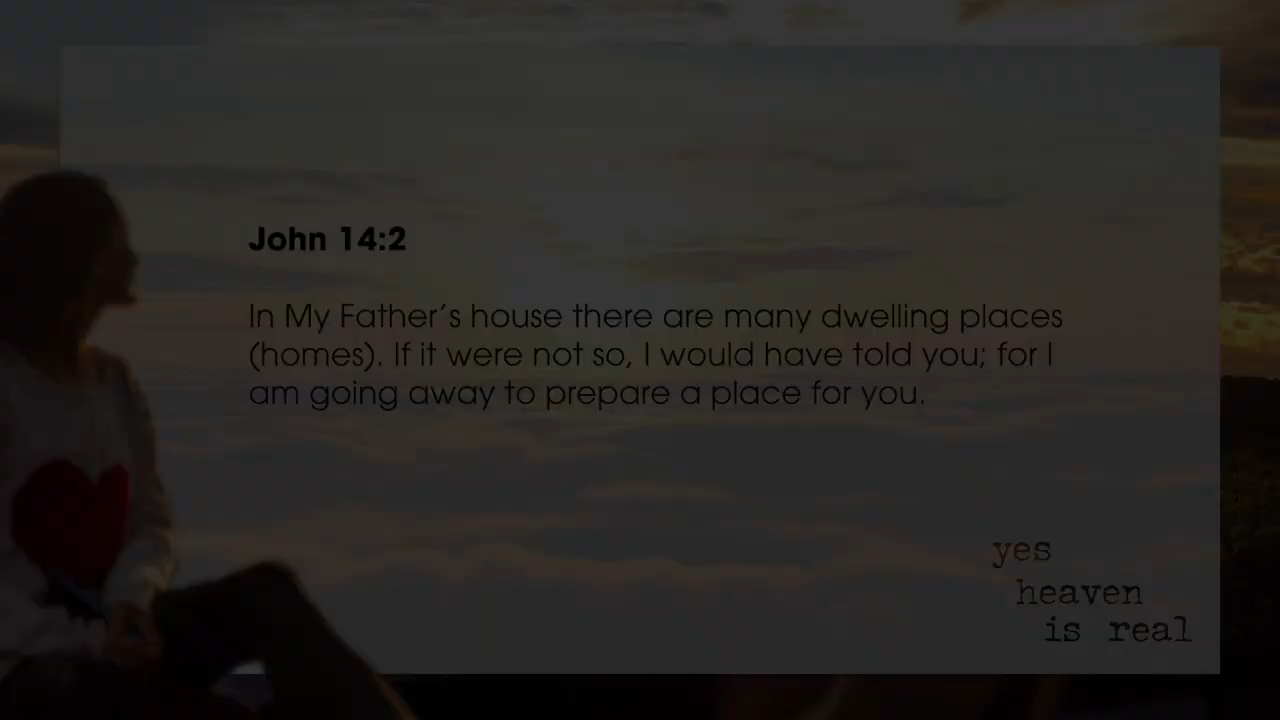 John 14:2
In My Father's house there are many dwelling places
(homes). If it were not so, I would have told you; for I
am going away to prepare a place for you.
yes
heaven
is real